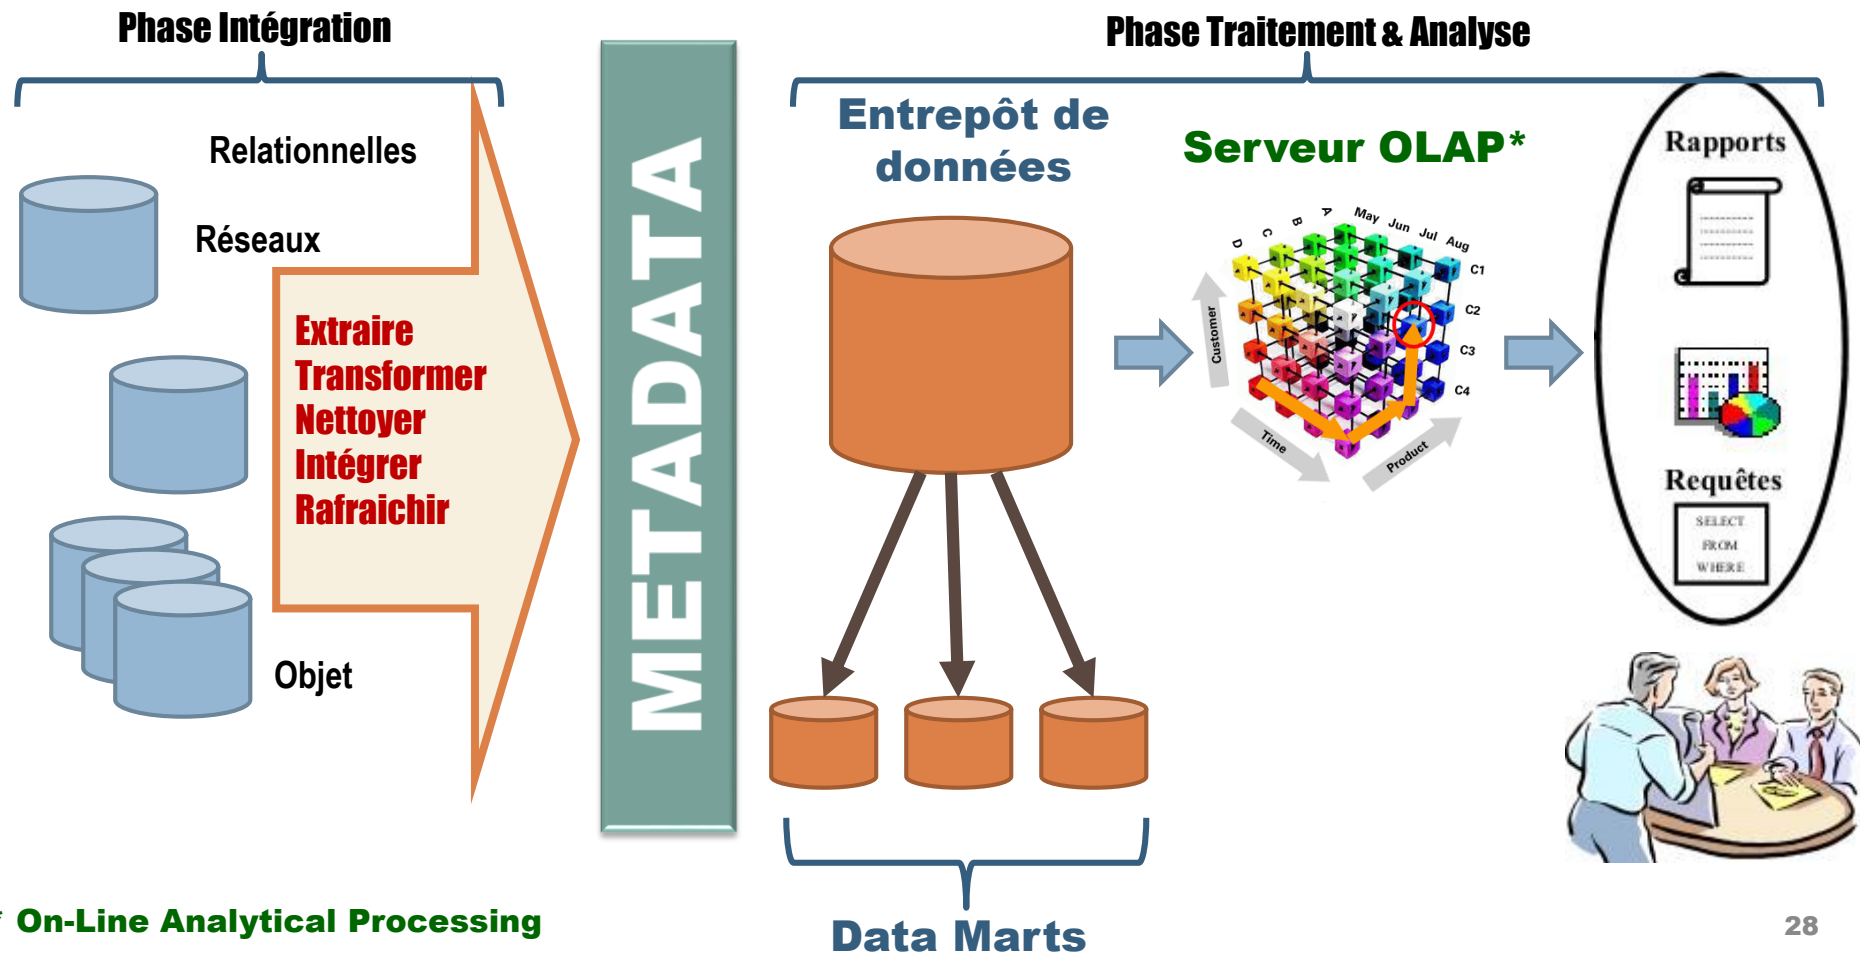 Phase Intégration
Phase Traitement & Analyse
Relationnelles
Réseaux
Extraire
Transformer
Nettoyer
Intégrer
Rafraichir
Objet
METADATA
Entrepôt de
données
Serveur OLAP*
D
C
B
A
May
Jun
Jul
Aug
C1
C2
C3
C4
Customer
Time
Product
Rapports
Requêtes
SELECT
FROM
WHERE
Data Marts
* On-Line Analytical Processing
28